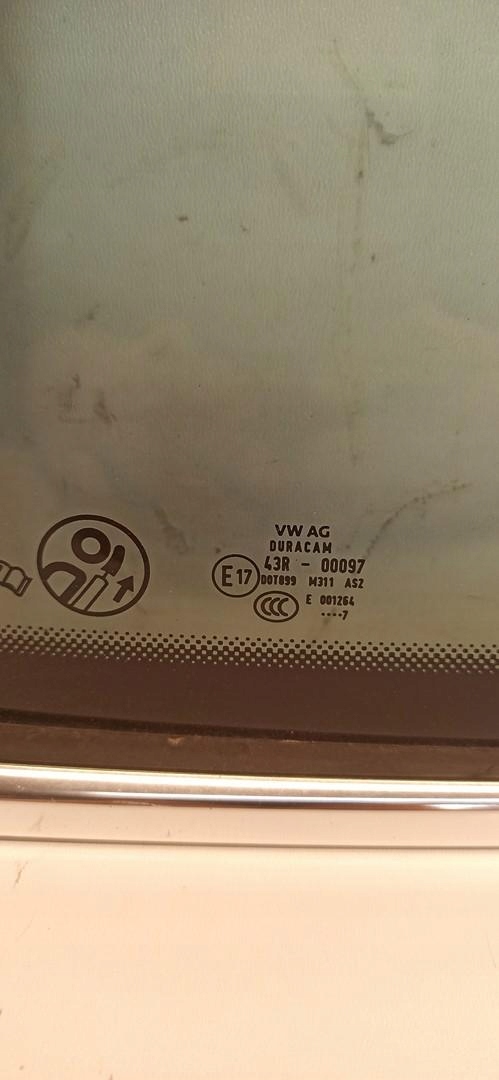 VW AG
DURACAM
43R - 00097
E17 DOT899 M311 AS2
CCC E 001264
····7